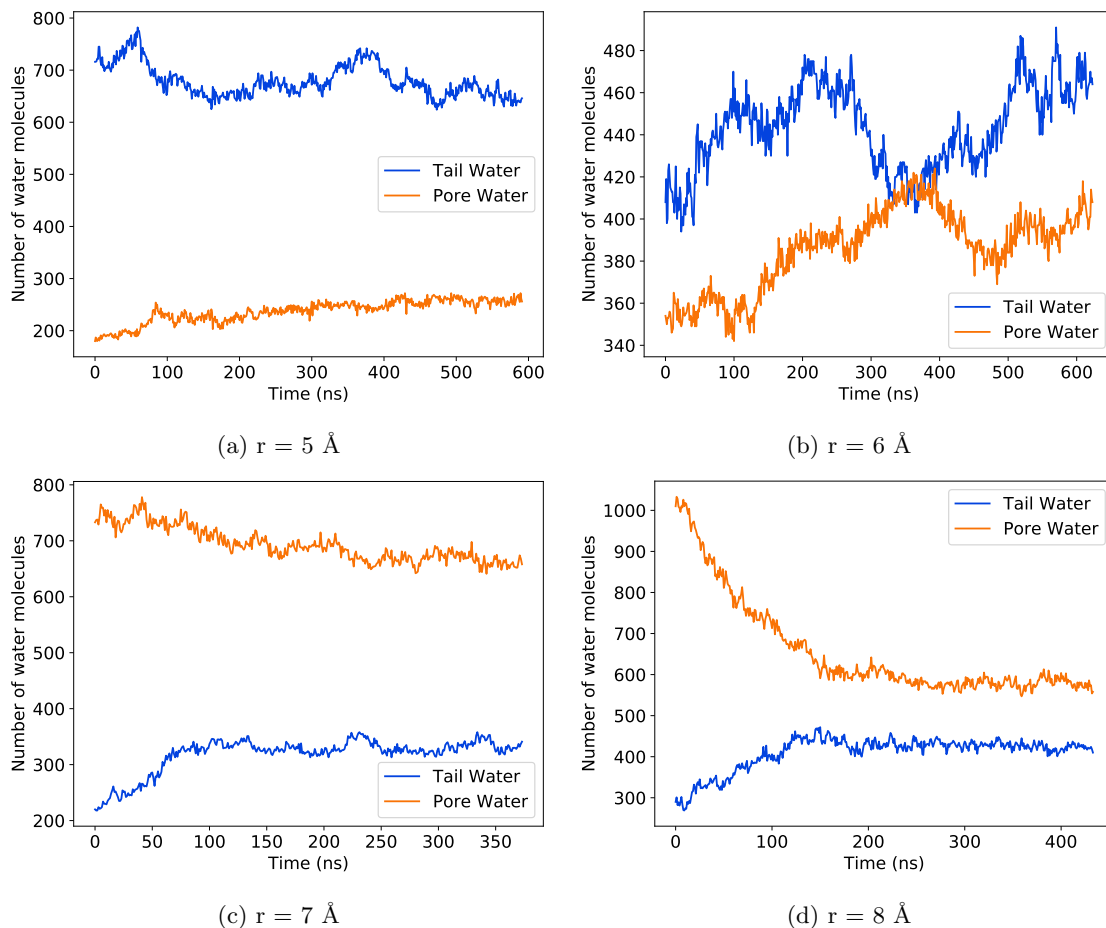 800
700
600
500
400
300
200
Number of water molecules
Tail Water
Pore Water
0 100 200 300 400 500 600
Time (ns)
(a) r = 5 Å
480
460
440
420
400
380
360
340
Number of water molecules
Tail Water
Pore Water
0 100 200 300 400 500 600
Time (ns)
(b) r = 6 Å
800
700
600
500
400
300
200
Number of water molecules
Tail Water
Pore Water
0 50 100 150 200 250 300 350
Time (ns)
(c) r = 7 Å
1000
900
800
700
600
500
400
300
Number of water molecules
Tail Water
Pore Water
0 100 200 300 400
Time (ns)
(d) r = 8 Å